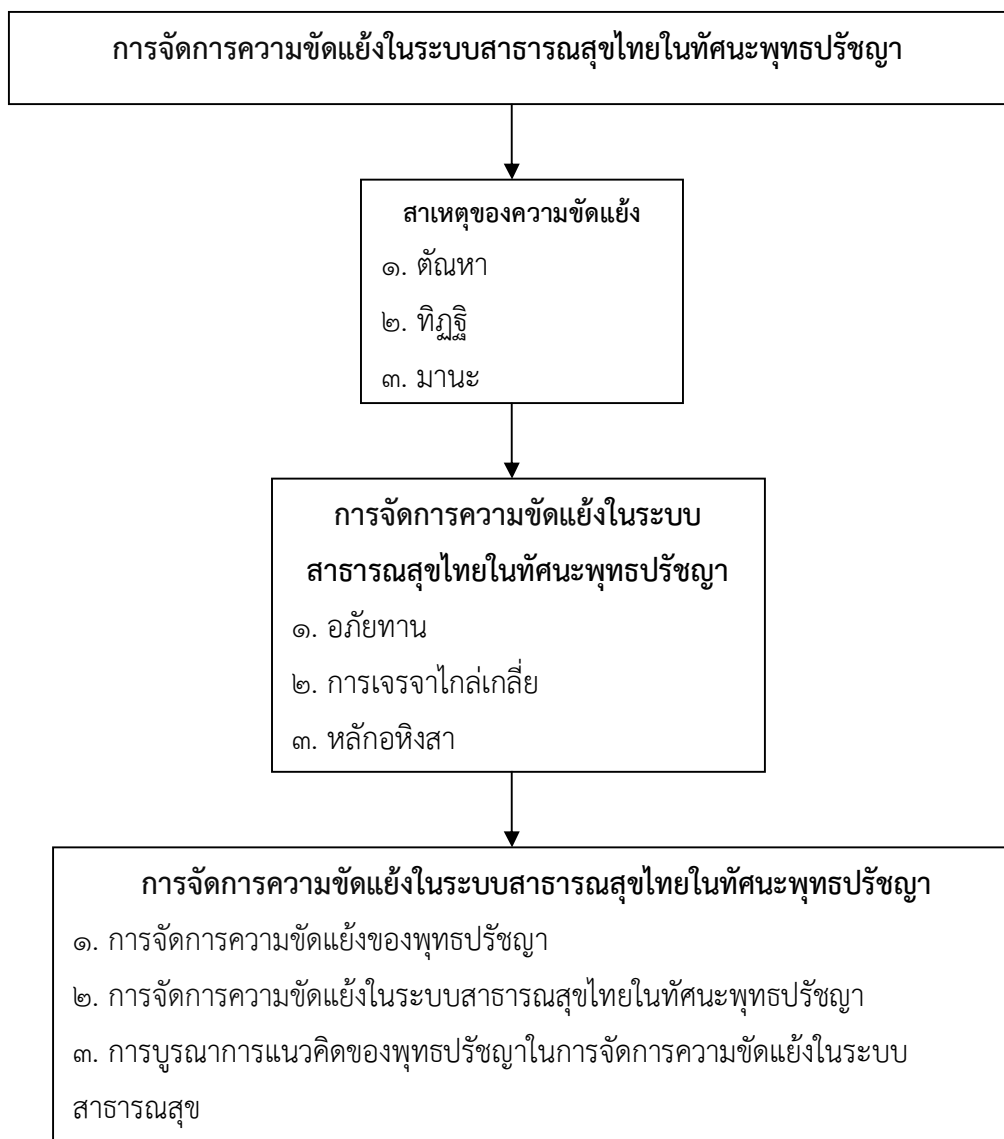 การจัดการความขัดแย้งในระบบสาธารณสุขไทยในทัศนะพุทธปรัชญา
สาเหตุของความขัดแย้ง
๑. ตัณหา
๒. ทิฏฐิ
๓. มานะ
การจัดการความขัดแย้งในระบบ
สาธารณสุขไทยในทัศนะพุทธปรัชญา
๑. อภัยทาน
๒. การเจรจาไกล่เกลี่ย
๓. หลักอหิงสา
การจัดการความขัดแย้งในระบบสาธารณสุขไทยในทัศนะพุทธปรัชญา
๑. การจัดการความขัดแย้งของพุทธปรัชญา
๒. การจัดการความขัดแย้งในระบบสาธารณสุขไทยในทัศนะพุทธปรัชญา
๓. การบูรณาการแนวคิดของพุทธปรัชญาในการจัดการความขัดแย้งในระบบ
สาธารณสุข